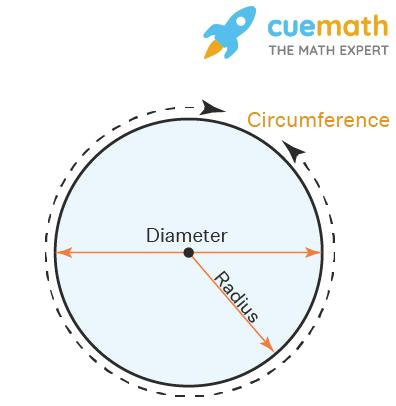 cuemath
THE MATH EXPERT
Circumference
Diameter
Radius